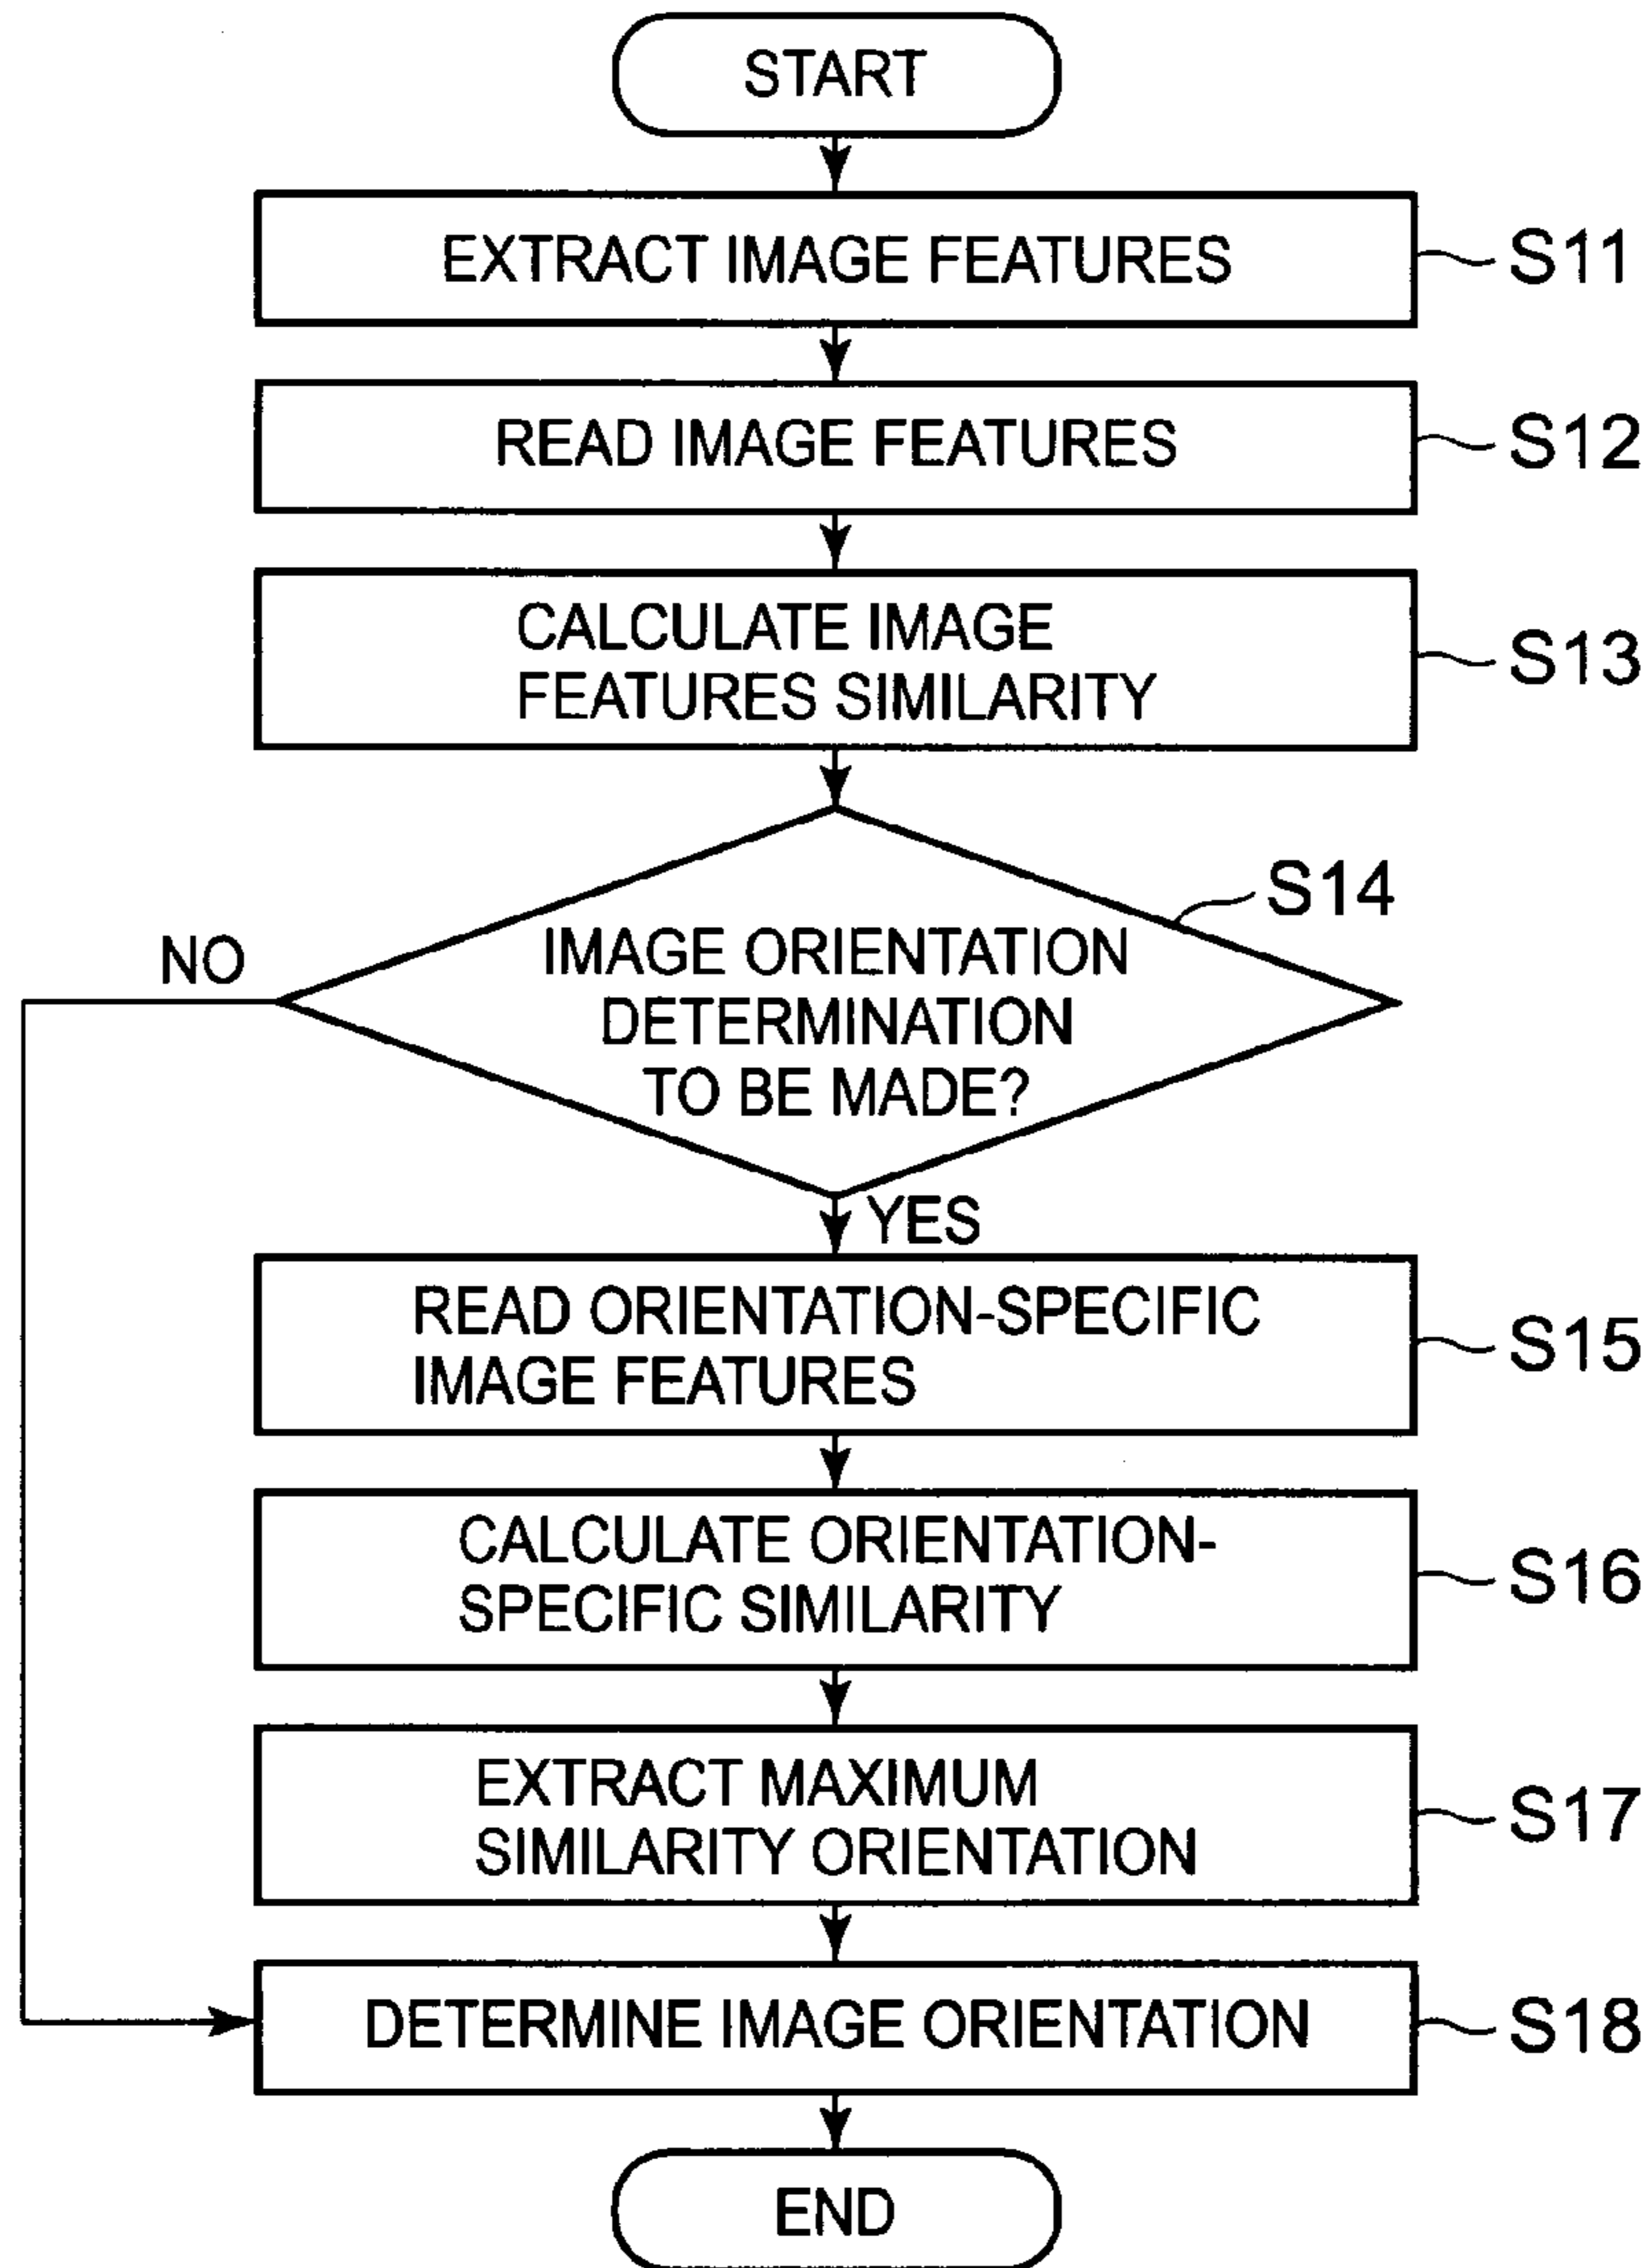 START
EXTRACT IMAGE FEATURES
S11
READ IMAGE FEATURES
S12
CALCULATE IMAGE
FEATURES SIMILARITY
S13
S14
NO
IMAGE ORIENTATION
DETERMINATION
TO BE MADE?
YES
READ ORIENTATION-SPECIFIC
IMAGE FEATURES
S15
CALCULATE ORIENTATION-
SPECIFIC SIMILARITY
S16
EXTRACT MAXIMUM
SIMILARITY ORIENTATION
S17
DETERMINE IMAGE ORIENTATION
S18
END